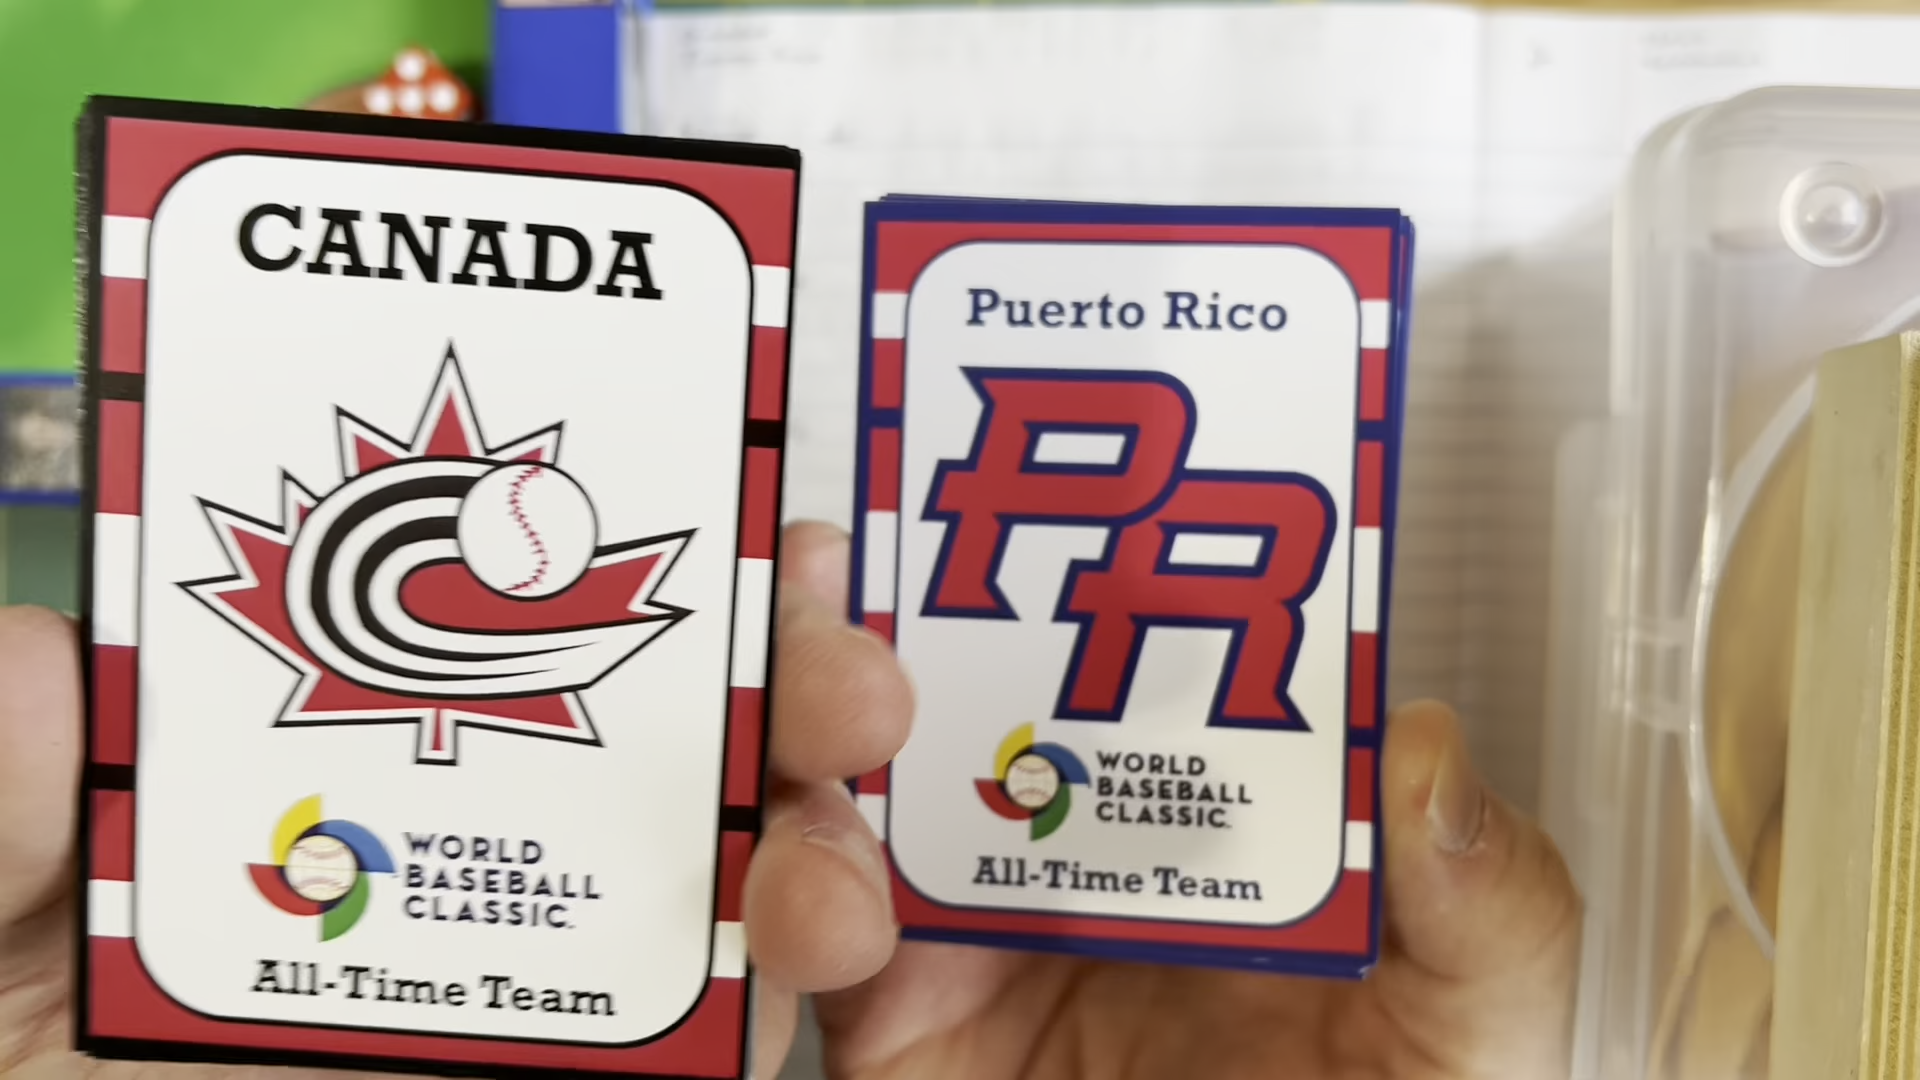 CANADA
WORLD
BASEBALL
CLASSIC.
All-Time Team
Puerto Rico
PR
WORLD
BASEBALL
CLASSIC.
All-Time Team